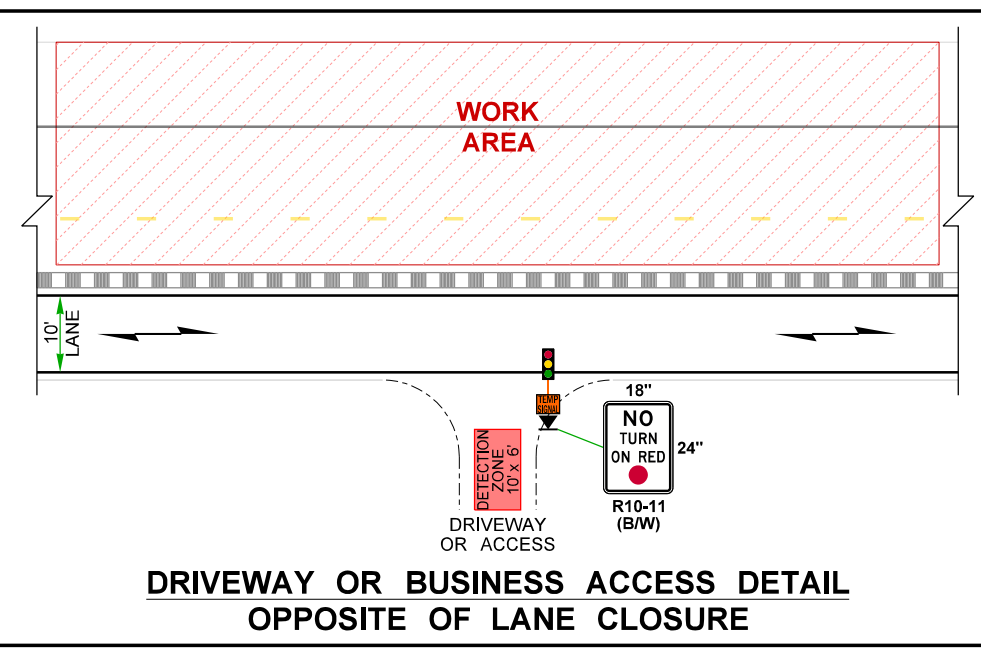 WORK
AREA
10'
LANE
TEMP
SIGNAL
18"
NO
TURN
ON RED
24"
R10-11
(B/W)
DETECTION
ZONE
10' x 6'
DRIVEWAY
OR ACCESS
DRIVEWAY OR BUSINESS ACCESS DETAIL
OPPOSITE OF LANE CLOSURE